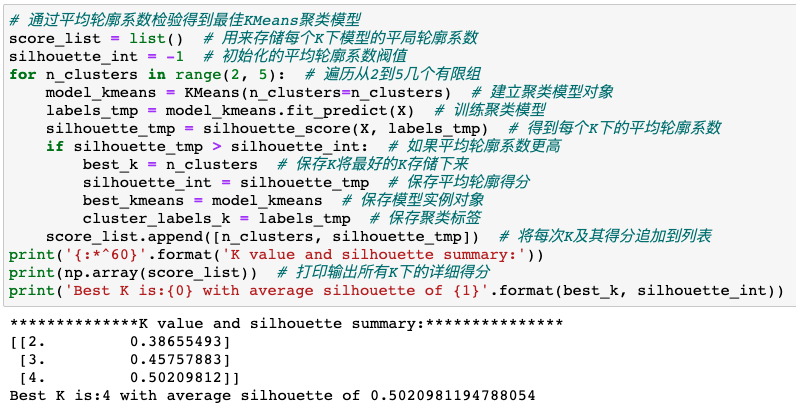 # 通过平均轮廓系数检验得到最佳KMeans聚类模型
score_list = list()  # 用来存储每个K下模型的平局轮廓系数
silhouette_int = -1  # 初始化的平均轮廓系数阀值
for n_clusters in range(2, 5):  # 遍历从2到5几个有限组
    model_kmeans = KMeans(n_clusters=n_clusters)  # 建立聚类模型对象
    labels_tmp = model_kmeans.fit_predict(X)  # 训练聚类模型
    silhouette_tmp = silhouette_score(X, labels_tmp)  # 得到每个K下的平均轮廓系数
    if silhouette_tmp > silhouette_int:  # 如果平均轮廓系数更高
        best_k = n_clusters  # 保存K将最好的K存储下来
        silhouette_int = silhouette_tmp  # 保存平均轮廓得分
        best_kmeans = model_kmeans  # 保存模型实例对象
        cluster_labels_k = labels_tmp  # 保存聚类标签
    score_list.append([n_clusters, silhouette_tmp])  # 将每次K及其得分追加到列表
print('{:*^60}'.format('K value and silhouette summary:'))
print(np.array(score_list))  # 打印输出所有K下的详细得分
print('Best K is:{0} with average silhouette of {1}'.format(best_k, silhouette_int))
**************K value and silhouette summary:***************
[[2.         0.38655493]
 [3.         0.45757883]
 [4.         0.50209812]]
Best K is:4 with average silhouette of 0.5020981194788054